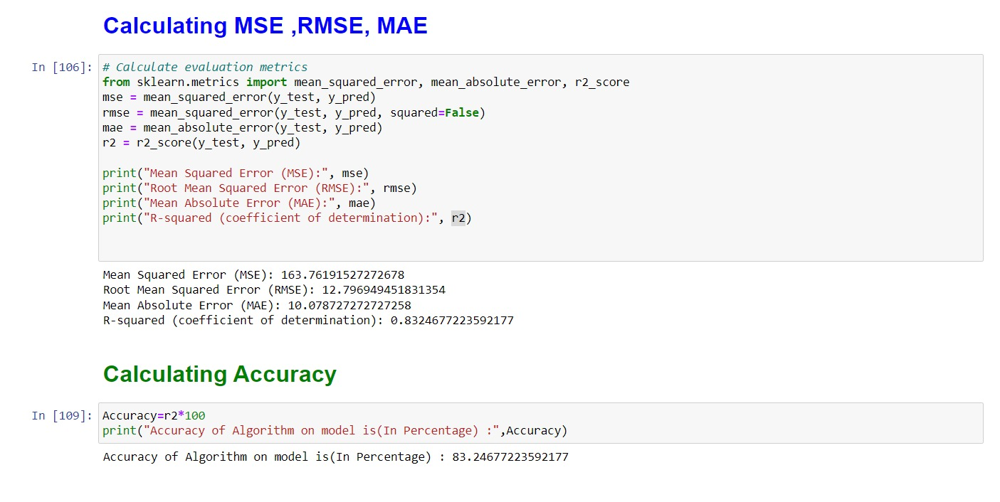 Calculating MSE ,RMSE, MAE
In [106]:
# Calculate evaluation metrics
from sklearn.metrics import mean_squared_error, mean_absolute_error, r2_score
mse = mean_squared_error(y_test, y_pred)
rmse = mean_squared_error(y_test, y_pred, squared=False)
mae = mean_absolute_error(y_test, y_pred)
r2 = r2_score(y_test, y_pred)
print("Mean Squared Error (MSE):", mse)
print("Root Mean Squared Error (RMSE):", rmse)
print("Mean Absolute Error (MAE):", mae)
print("R-squared (coefficient of determination):", r2)
Mean Squared Error (MSE): 163.76191527272678
Root Mean Squared Error (RMSE): 12.796949451831354
Mean Absolute Error (MAE): 10.078727272727258
R-squared (coefficient of determination): 0.8324677223592177
Calculating Accuracy
In [109]:
Accuracy=r2*100
print("Accuracy of Algorithm on model is(In Percentage) :",Accuracy)
Accuracy of Algorithm on model is(In Percentage) : 83.24677223592177